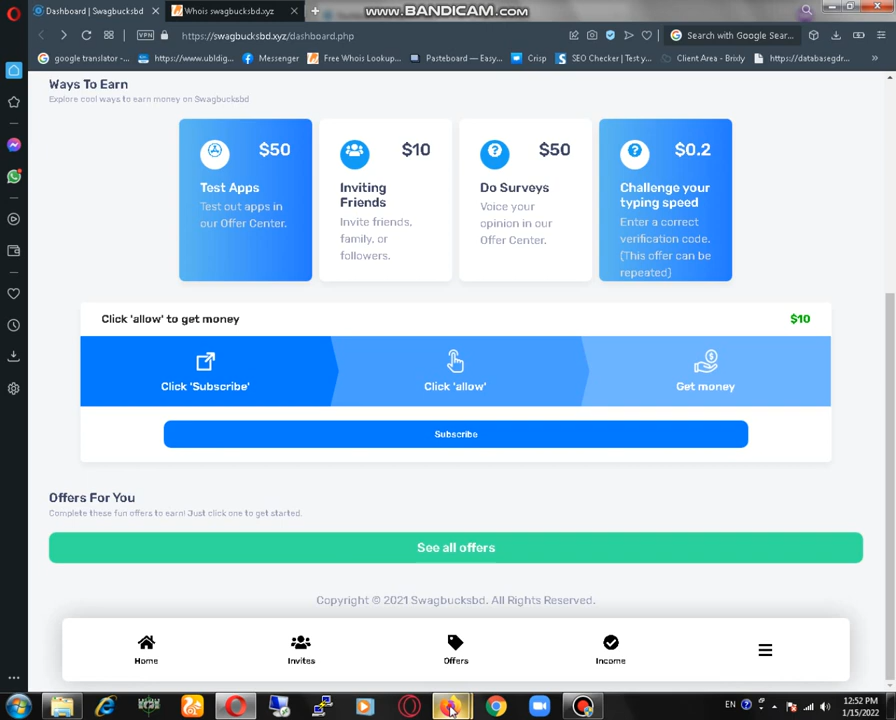 Dashboard | Swagbucksbd
Whois swagbucksbd.xyz
www.BANDICAM.com
VPN
https://swagbucksbd.xyz/dashboard.php
Search with Google Sear...
google translator - ...
https://www.ubldig...
Messenger
Free Whois Lookup...
Pasteboard — Easy...
Crisp
SEO Checker | Test y...
Client Area - Brixly
https://databasegdr...
Ways To Earn
Explore cool ways to earn money on Swagbucksbd
$50
Test Apps
Test out apps in
our Offer Center.
$10
Inviting
Friends
Invite friends,
family, or
followers.
$50
Do Surveys
Voice your
opinion in our
Offer Center.
$0.2
Challenge your
typing speed
Enter a correct
verification code.
(This offer can be
repeated)
Click 'allow' to get money
$10
Click 'Subscribe'
Click 'allow'
Get money
Subscribe
Offers For You
Complete these fun offers to earn! Just click one to get started.
See all offers
Copyright © 2021 Swagbucksbd. All Rights Reserved.
Home
Invites
Offers
Income
EN
12:52 PM
1/15/2022